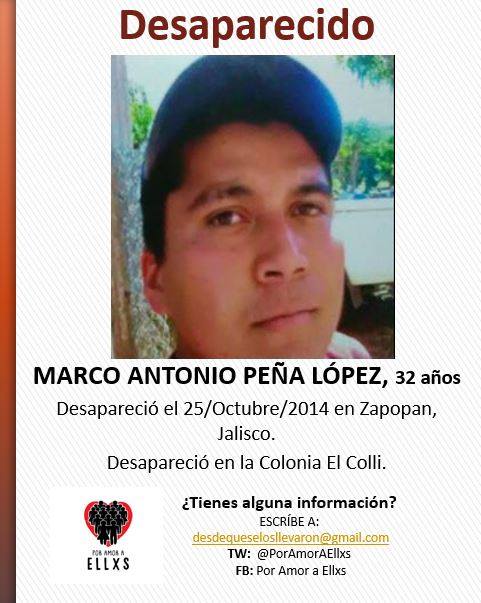 Desaparecido
MARCO ANTONIO PEÑA LÓPEZ, 32 años
Desapareció el 25/Octubre/2014 en Zapopan,
Jalisco.
Desapareció en la Colonia El Colli.
¿Tienes alguna información?
ESCRÍBE A:
desdequeselosllevaron@gmail.com
TW: @PorAmorAEllxs
FB: Por Amor a Ellxs
POR AMOR A
ELLXS